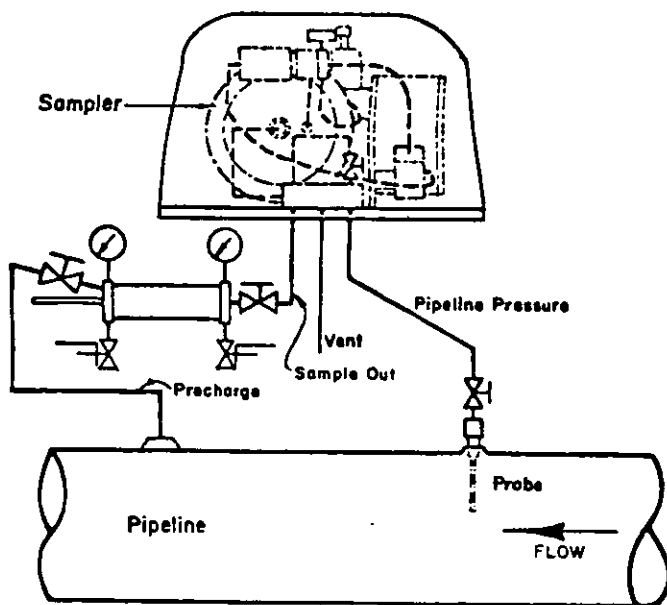 Sampler
Pipeline Pressure
Vent
Sample Out
Precharge
Probe
Pipeline
FLOW